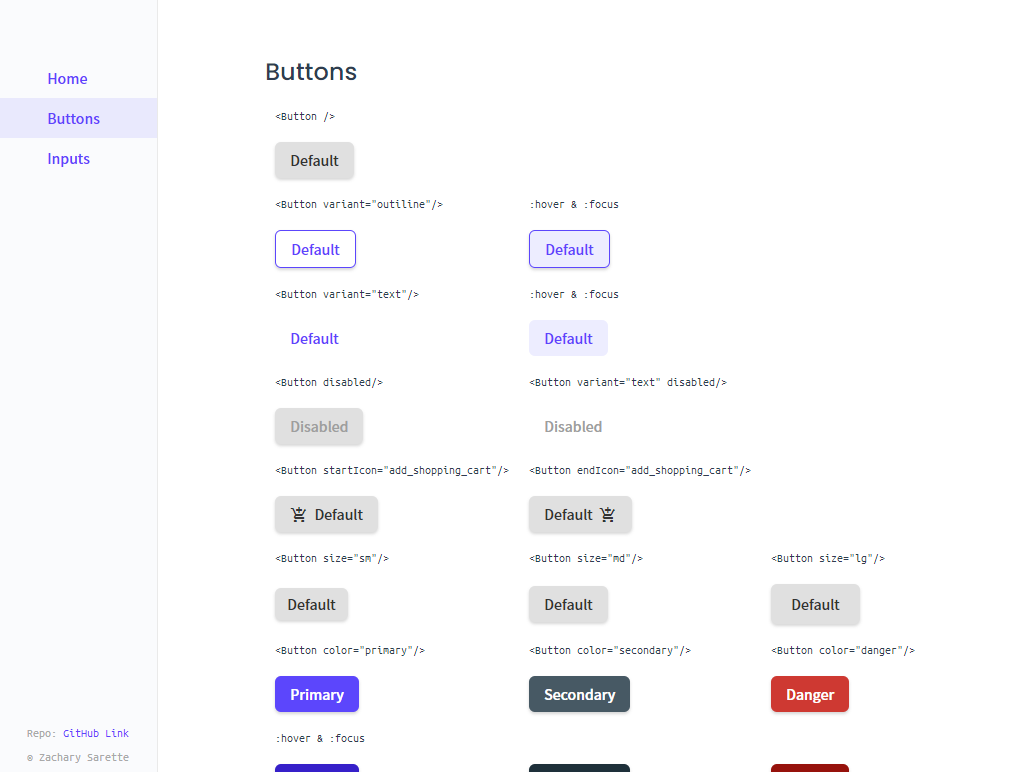 Home
Buttons
Inputs
Repo: GitHub Link
© Zachary Sarette
Buttons
<Button />
Default
<Button variant="outiline"/> :hover & :focus
Default Default
<Button variant="text"/> :hover & :focus
Default Default
<Button disabled/> <Button variant="text" disabled/>
Disabled Disabled
<Button startIcon="add_shopping_cart"/> <Button endIcon="add_shopping_cart"/>
Default Default
<Button size="sm"/> <Button size="md"/> <Button size="lg"/>
Default Default Default
<Button color="primary"/> <Button color="secondary"/> <Button color="danger"/>
Primary Secondary Danger
:hover & :focus